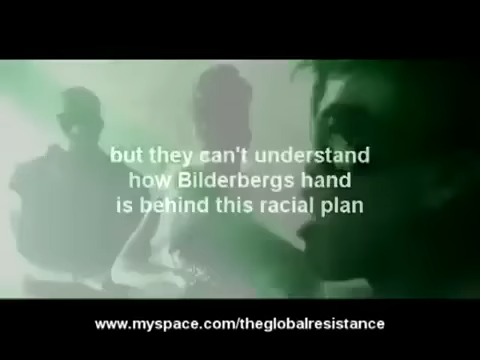 but they can't understand
how Bilderbergs hand
is behind this racial plan
www.myspace.com/theglobalresistance